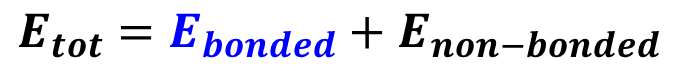 E_tot = E_bonded + E_non−bonded